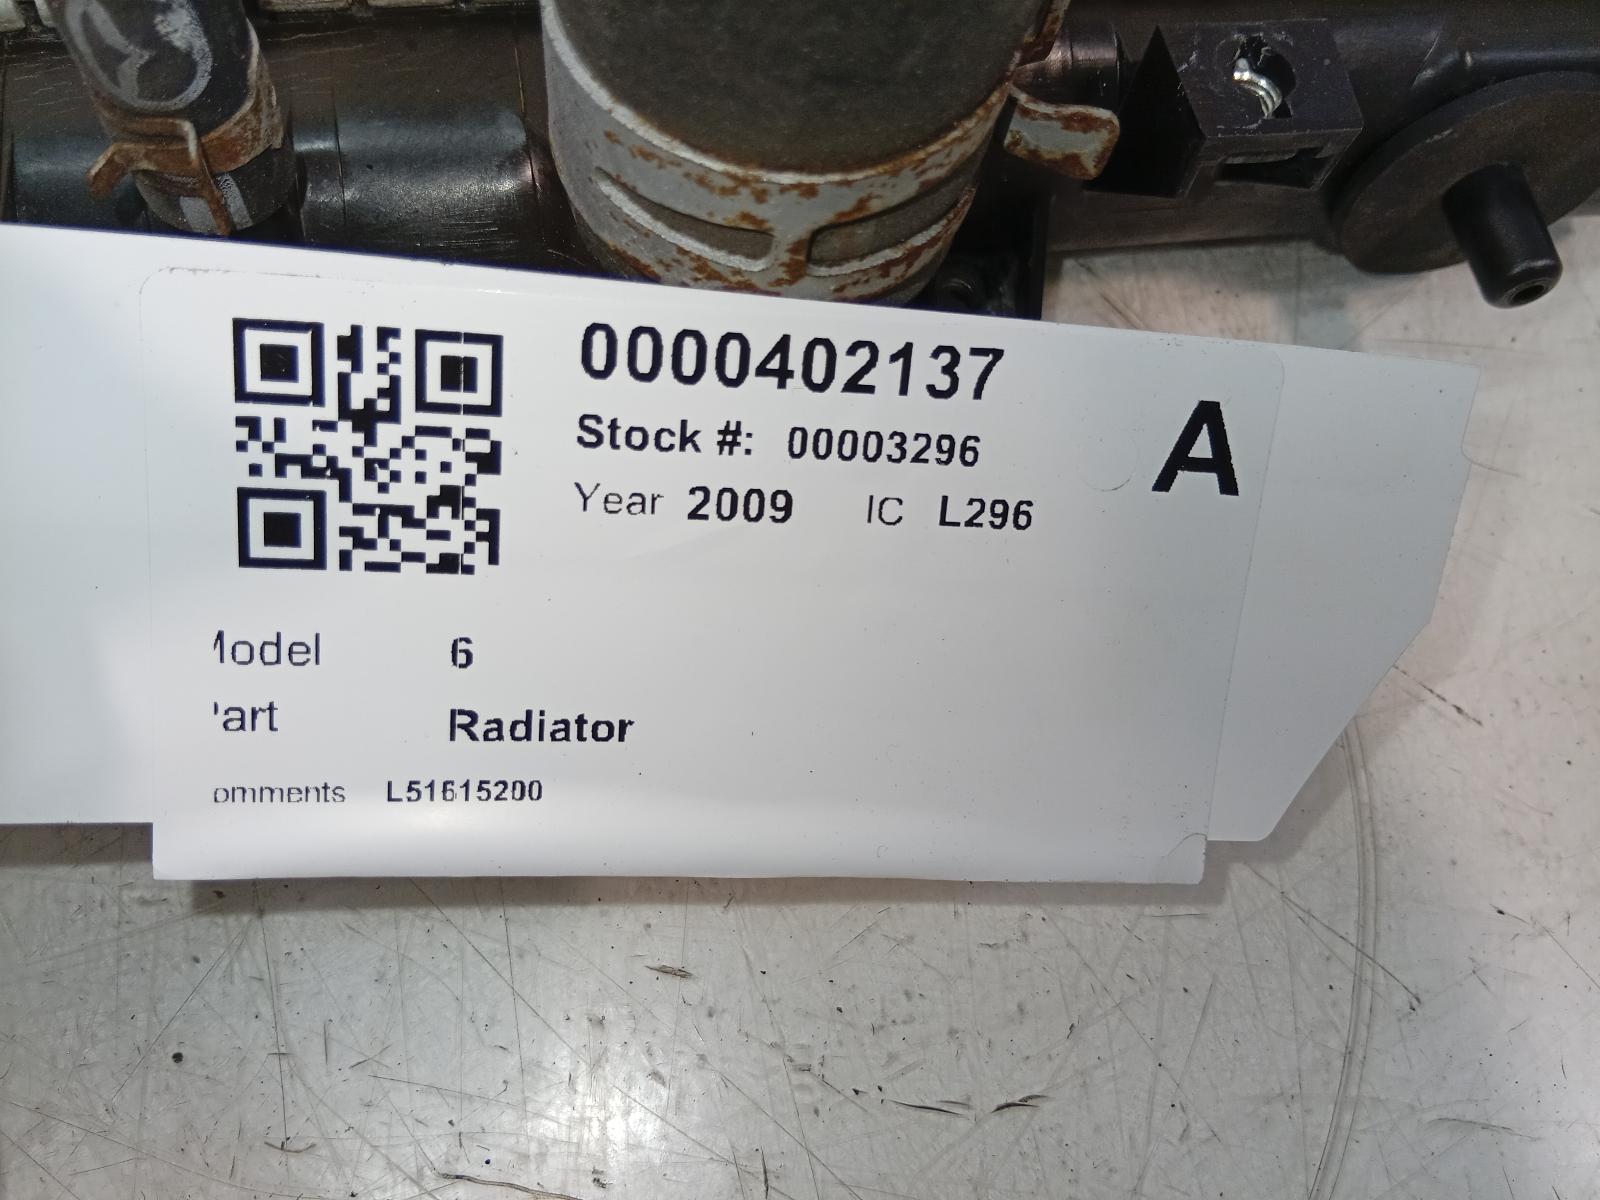 0000402137
Stock #: 00003296
A
Year 2009 IC L296
Model 6
Part Radiator
omments L51615200